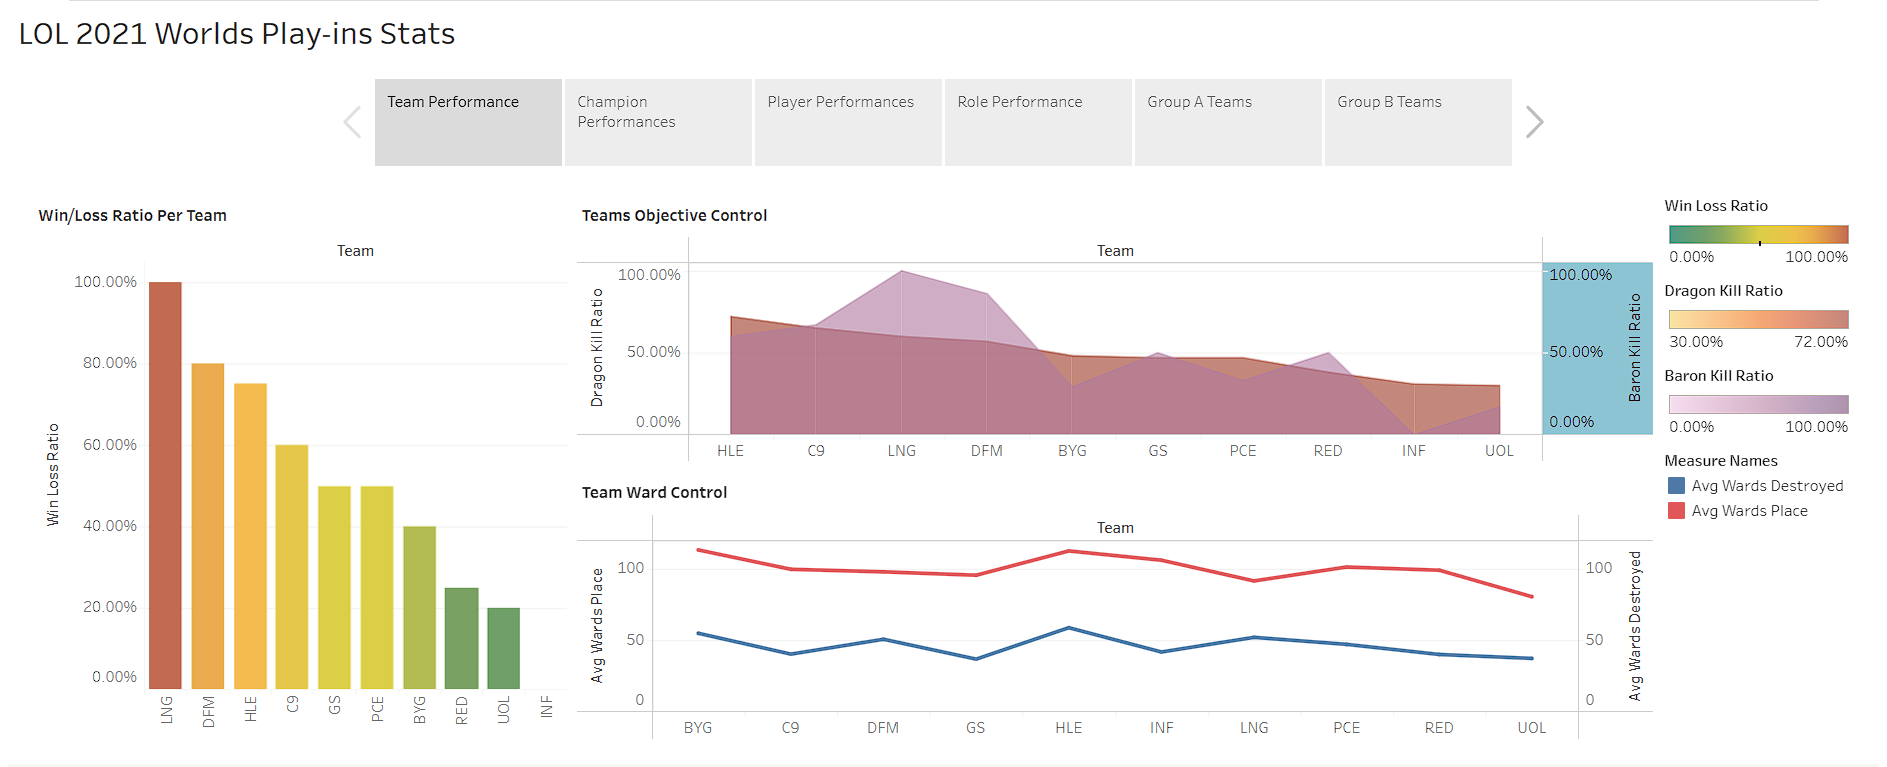 LOL 2021 Worlds Play-ins Stats
Team Performance
Champion
Performances
Player Performances
Role Performance
Group A Teams
Group B Teams
Win/Loss Ratio Per Team
Team
Win Loss Ratio
100.00%
80.00%
60.00%
40.00%
20.00%
0.00%
LNG
DFM
HLE
C9
GS
PCE
BYG
RED
UOL
INF
Teams Objective Control
Team
Dragon Kill Ratio
100.00%
50.00%
0.00%
100.00%
50.00%
0.00%
Baron Kill Ratio
HLE
C9
LNG
DFM
BYG
GS
PCE
RED
INF
UOL
Team Ward Control
Team
Avg Wards Place
100
50
0
100
50
0
Avg Wards Destroyed
BYG
C9
DFM
GS
HLE
INF
LNG
PCE
RED
UOL
Win Loss Ratio
0.00% 100.00%
Dragon Kill Ratio
30.00% 72.00%
Baron Kill Ratio
0.00% 100.00%
Measure Names
Avg Wards Destroyed
Avg Wards Place